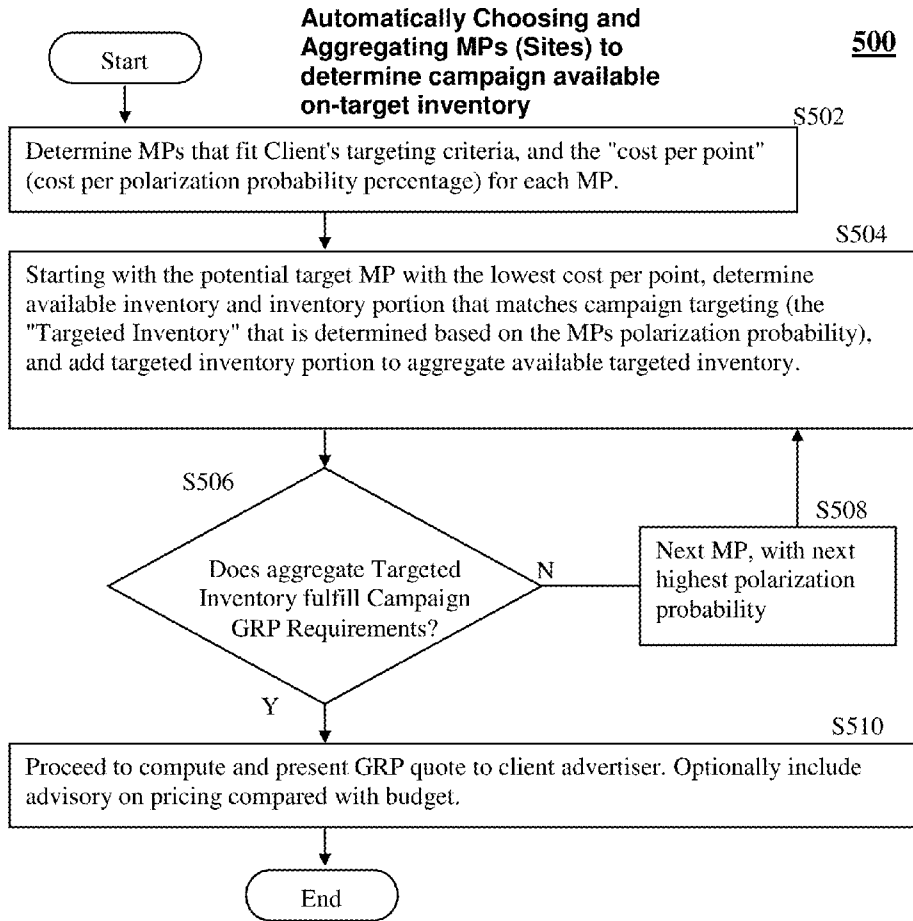 Automatically Choosing and
Aggregating MPs (Sites) to
determine campaign available
on-target inventory
500
Start
S502
Determine MPs that fit Client's targeting criteria, and the "cost per point"
(cost per polarization probability percentage) for each MP.
S504
Starting with the potential target MP with the lowest cost per point, determine
available inventory and inventory portion that matches campaign targeting (the
"Targeted Inventory" that is determined based on the MPs polarization probability),
and add targeted inventory portion to aggregate available targeted inventory.
S506
Does aggregate Targeted
Inventory fulfill Campaign
GRP Requirements?
N
S508
Next MP, with next
highest polarization
probability
Y
S510
Proceed to compute and present GRP quote to client advertiser. Optionally include
advisory on pricing compared with budget.
End